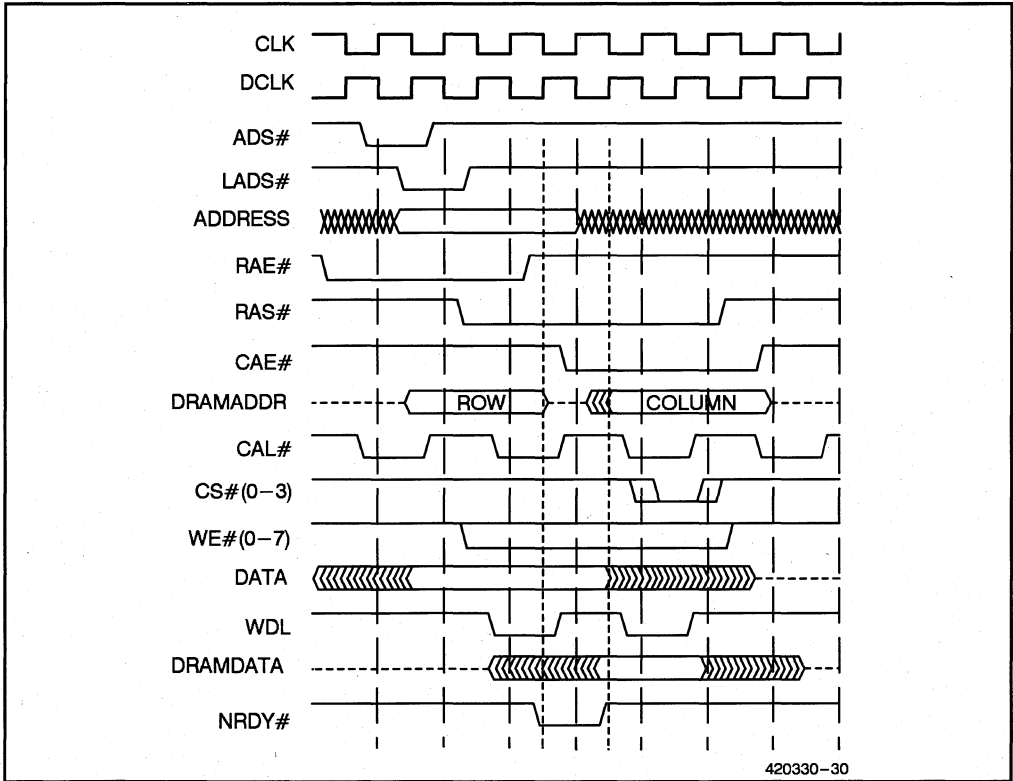 CLK
DCLK
ADS#
LADS#
ADDRESS
RAE#
RAS#
CAE#
DRAMADDR ROW COLUMN
CAL#
CS#(0-3)
WE#(0-7)
DATA
WDL
DRAMDATA
NRDY#
420330-30